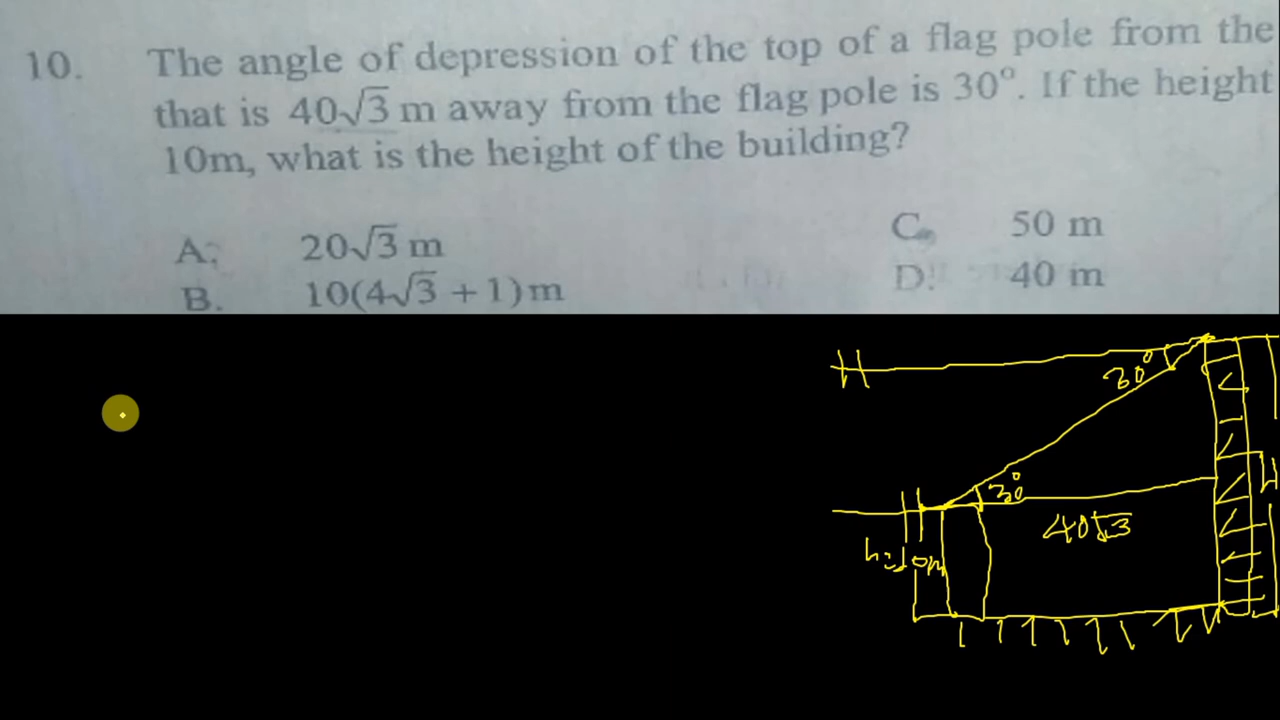 10. The angle of depression of the top of a flag pole from the
that is 40√3 m away from the flag pole is 30°. If the height
10m, what is the height of the building?
A. 20√3 m
B. 10(4√3 + 1)m
C. 50 m
D. 40 m
30°
30°
40√3
H